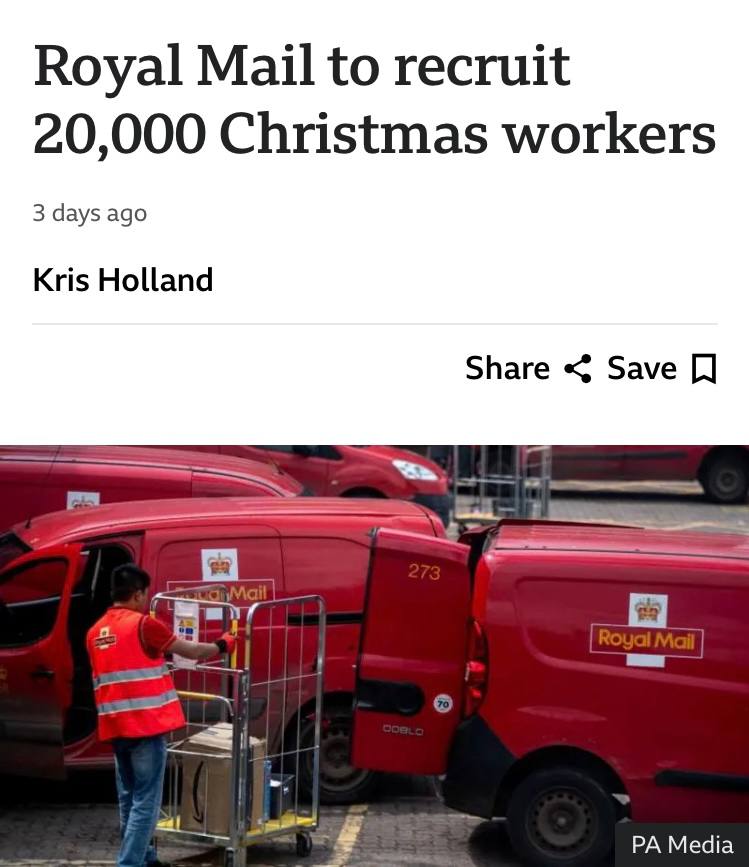 Royal Mail to recruit
20,000 Christmas workers
3 days ago
Kris Holland
Share Save
273
Royal Mail
Royal Mail
70
DOBLO
PA Media